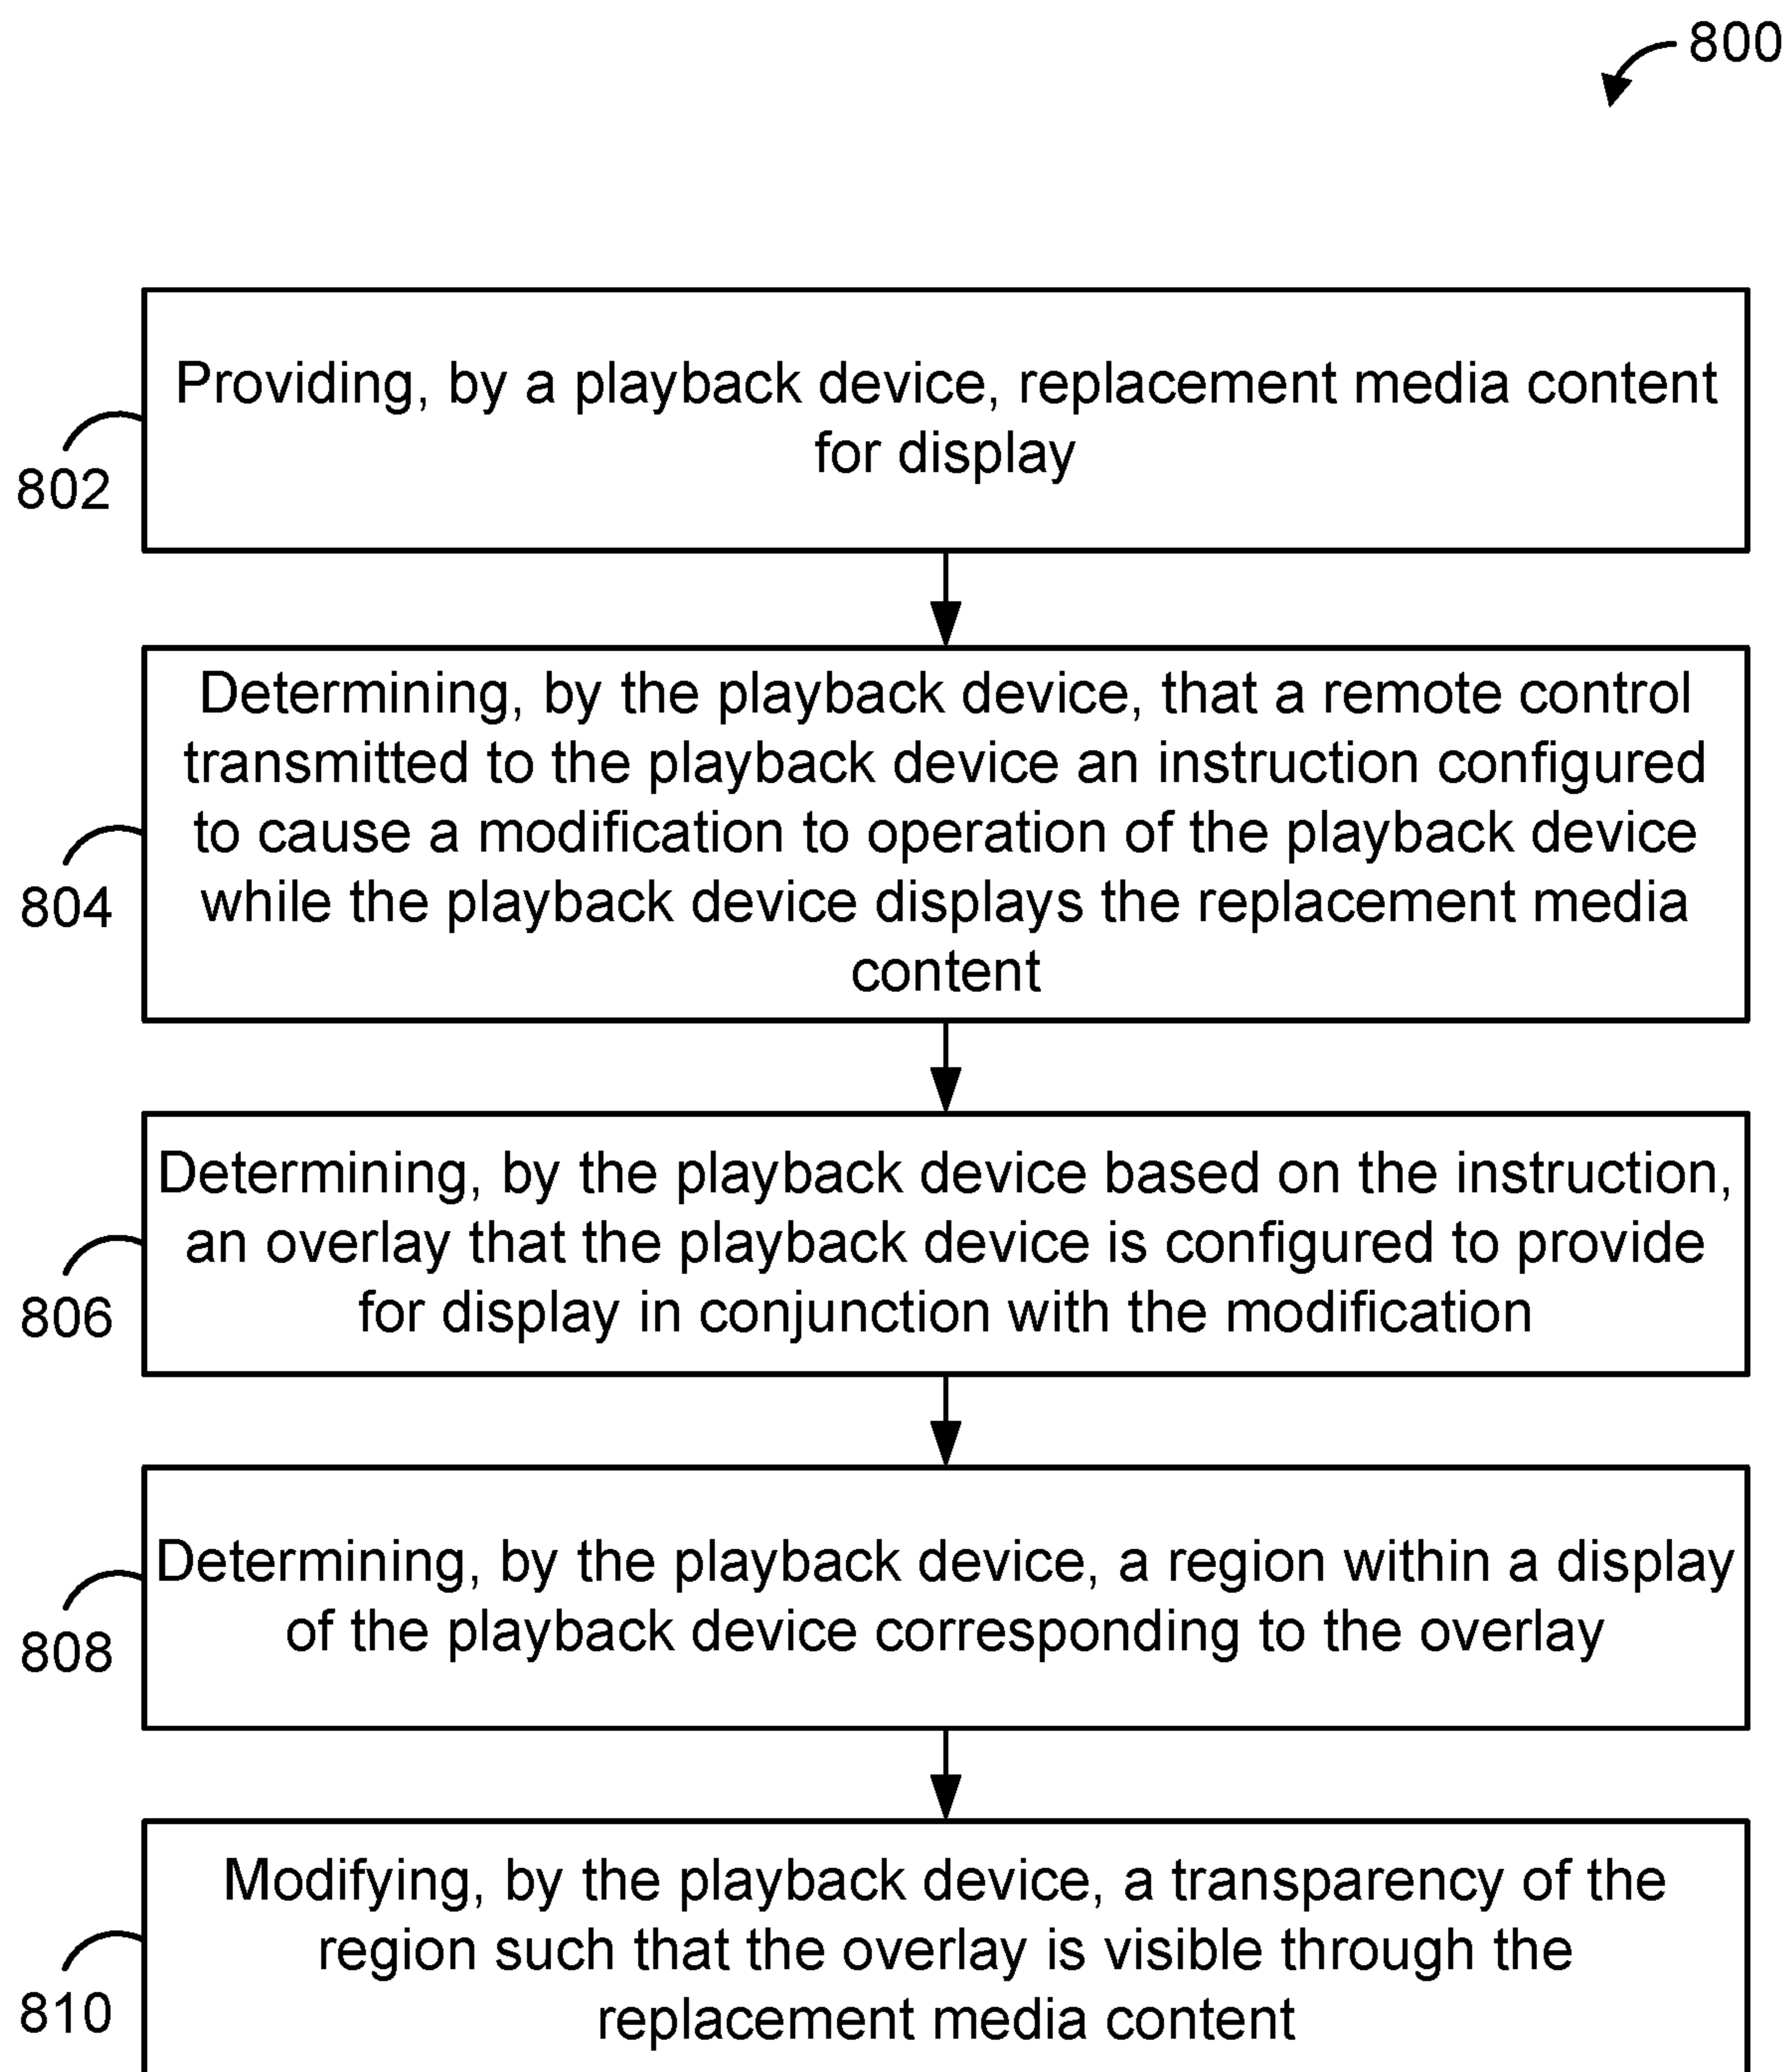 800
Providing, by a playback device, replacement media content
for display
802
Determining, by the playback device, that a remote control
transmitted to the playback device an instruction configured
to cause a modification to operation of the playback device
while the playback device displays the replacement media
content
804
Determining, by the playback device based on the instruction,
an overlay that the playback device is configured to provide
for display in conjunction with the modification
806
Determining, by the playback device, a region within a display
of the playback device corresponding to the overlay
808
Modifying, by the playback device, a transparency of the
region such that the overlay is visible through the
replacement media content
810